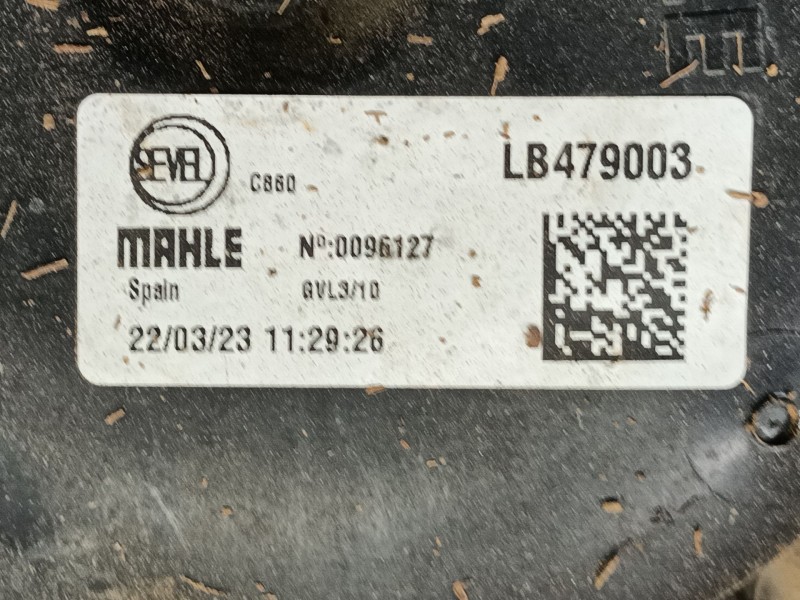 SEVEL
C860
LB479003
MAHLE
Nº:0096127
Spain
GVL3/10
22/03/23 11:29:26